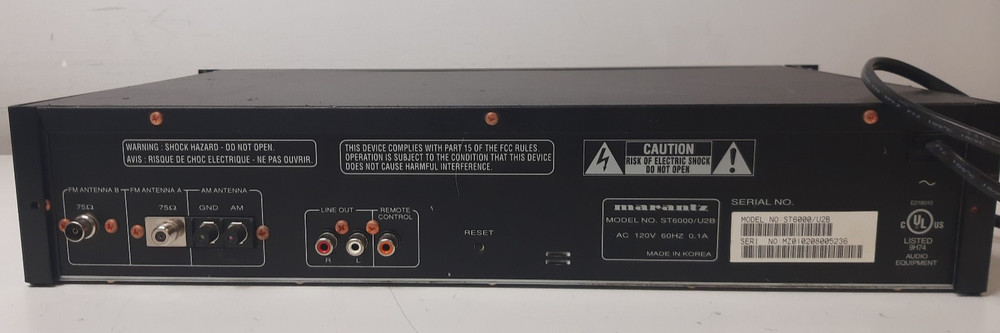 WARNING : SHOCK HAZARD - DO NOT OPEN.
AVIS : RISQUE DE CHOC ELECTRIQUE - NE PAS OUVRIR.
THIS DEVICE COMPLIES WITH PART 15 OF THE FCC RULES.
OPERATION IS SUBJECT TO THE CONDITION THAT THIS DEVICE
DOES NOT CAUSE HARMFUL INTERFERENCE.
CAUTION
RISK OF ELECTRIC SHOCK
DO NOT OPEN
FM ANTENNA B
75Ω
FM ANTENNA A
75Ω
AM ANTENNA
GND AM
LINE OUT
R L
REMOTE
CONTROL
RESET
marantz
MODEL NO. ST6000/U2B
AC 120V 60HZ 0.1A
MADE IN KOREA
SERIAL NO.
MODEL NO ST6000/U2B
SERI NO MZ010208005236
C UL US
LISTED
9H74
AUDIO
EQUIPMENT